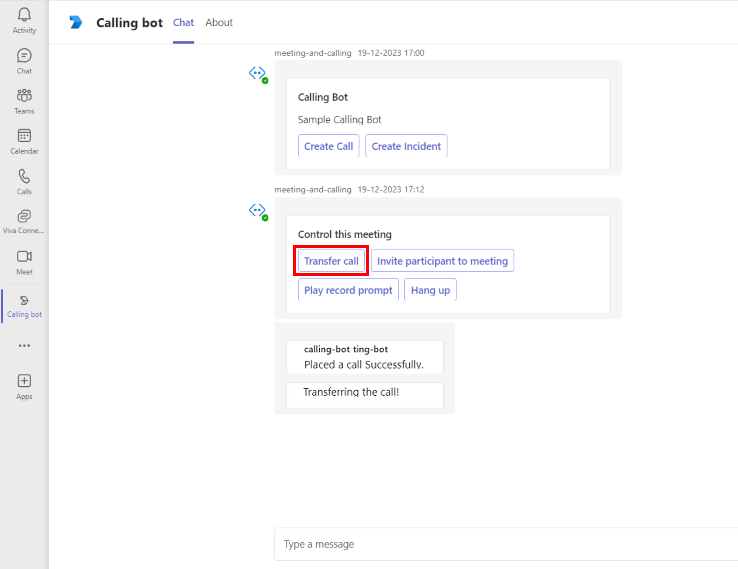 Activity
Chat
Teams
Calendar
Calls
Viva Conne...
Meet
Calling bot
Apps
Calling bot Chat About
meeting-and-calling 19-12-2023 17:00
Calling Bot
Sample Calling Bot
Create Call Create Incident
meeting-and-calling 19-12-2023 17:12
Control this meeting
Transfer call Invite participant to meeting
Play record prompt Hang up
calling-bot ting-bot
Placed a call Successfully.
Transferring the call!
Type a message